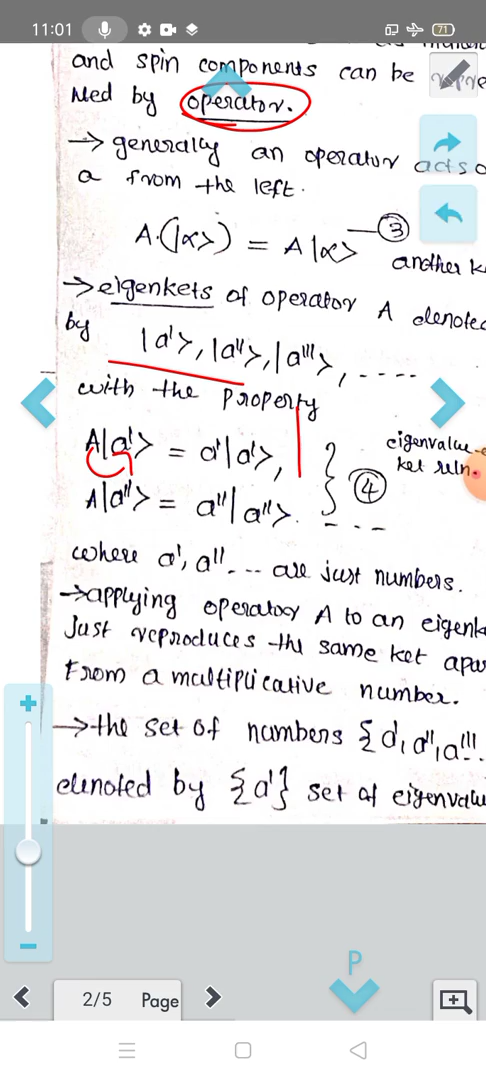 11:01
71
and spin components can be
ted by operator.
→ generally an operator acts o
a from the left.
A.(|α>) = A|α> — ③
another k
→ eigenkets of operator A denoted
by |a'>, |a''>, |a'''>, ....
with the property
A|a'> = a'|a'>,
A|a''> = a''|a''>. } ④
eigenvalue-e
ket reln.
...
where a', a''... are just numbers.
→ applying operator A to an eigenk
Just reproduces the same ket apa
from a multiplicative number.
→ the set of numbers {a', a'', a'''..
denoted by {a'} set of eigenvalu
P
2/5 Page